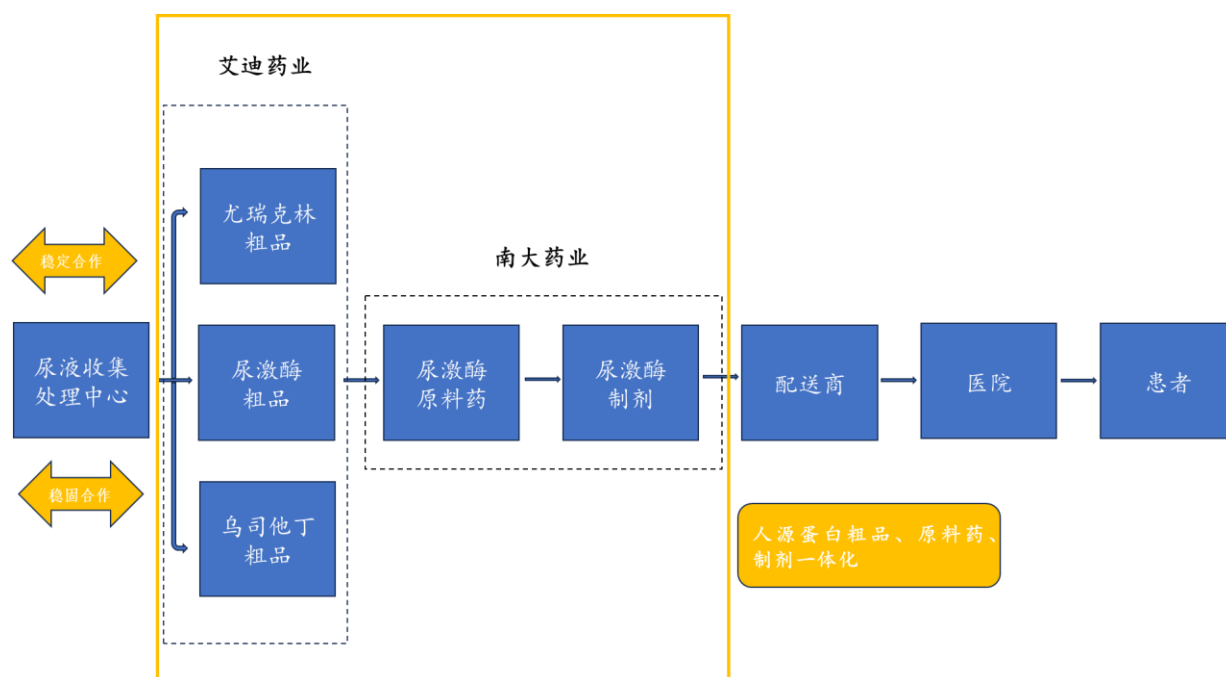 艾迪药业
尤瑞克林
粗品
稳定合作
南大药业
尿液收集
处理中心
尿激酶
粗品
尿激酶
原料药
尿激酶
制剂
配送商
医院
患者
稳固合作
乌司他丁
粗品
人源蛋白粗品、原料药、
制剂一体化